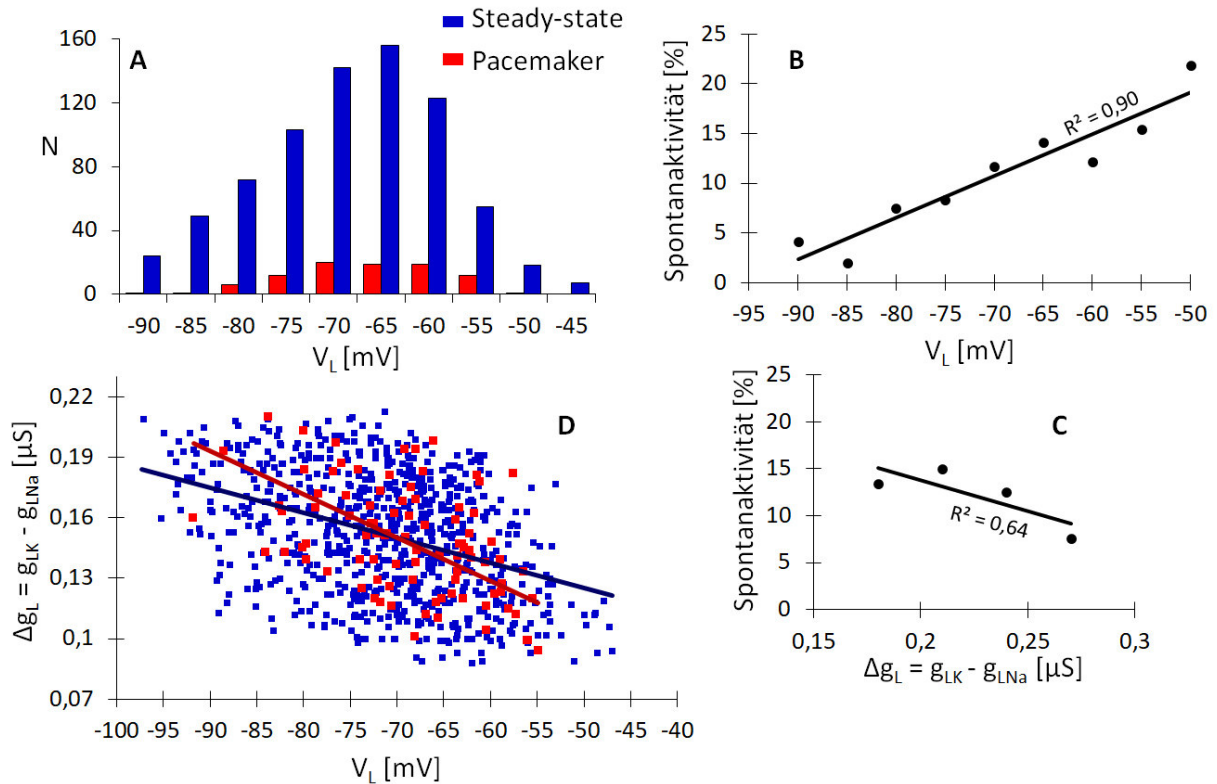 Steady-state
Pacemaker
A
160
120
80
40
0
N
-90 -85 -80 -75 -70 -65 -60 -55 -50 -45
V_L [mV]
B
Spontanaktivität [%]
25
20
15
10
5
0
R² = 0,90
-95 -90 -85 -80 -75 -70 -65 -60 -55 -50
V_L [mV]
D
Δg_L = g_LK - g_LNa [µS]
0,22
0,19
0,16
0,13
0,1
0,07
-100 -95 -90 -85 -80 -75 -70 -65 -60 -55 -50 -45 -40
V_L [mV]
C
Spontanaktivität [%]
25
20
15
10
5
0
R² = 0,64
0,15 0,2 0,25 0,3
Δg_L = g_LK - g_LNa [µS]